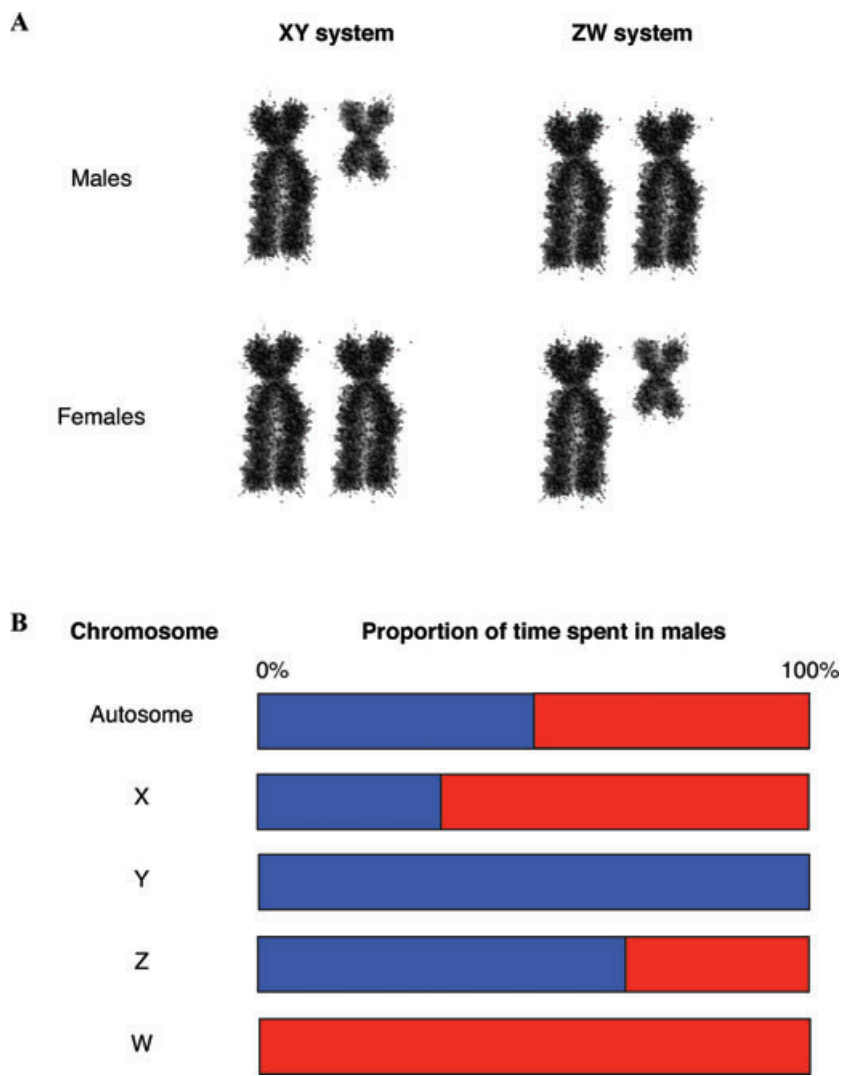 A
XY system ZW system
Males
Females
B
Chromosome Proportion of time spent in males
0% 100%
Autosome
X
Y
Z
W